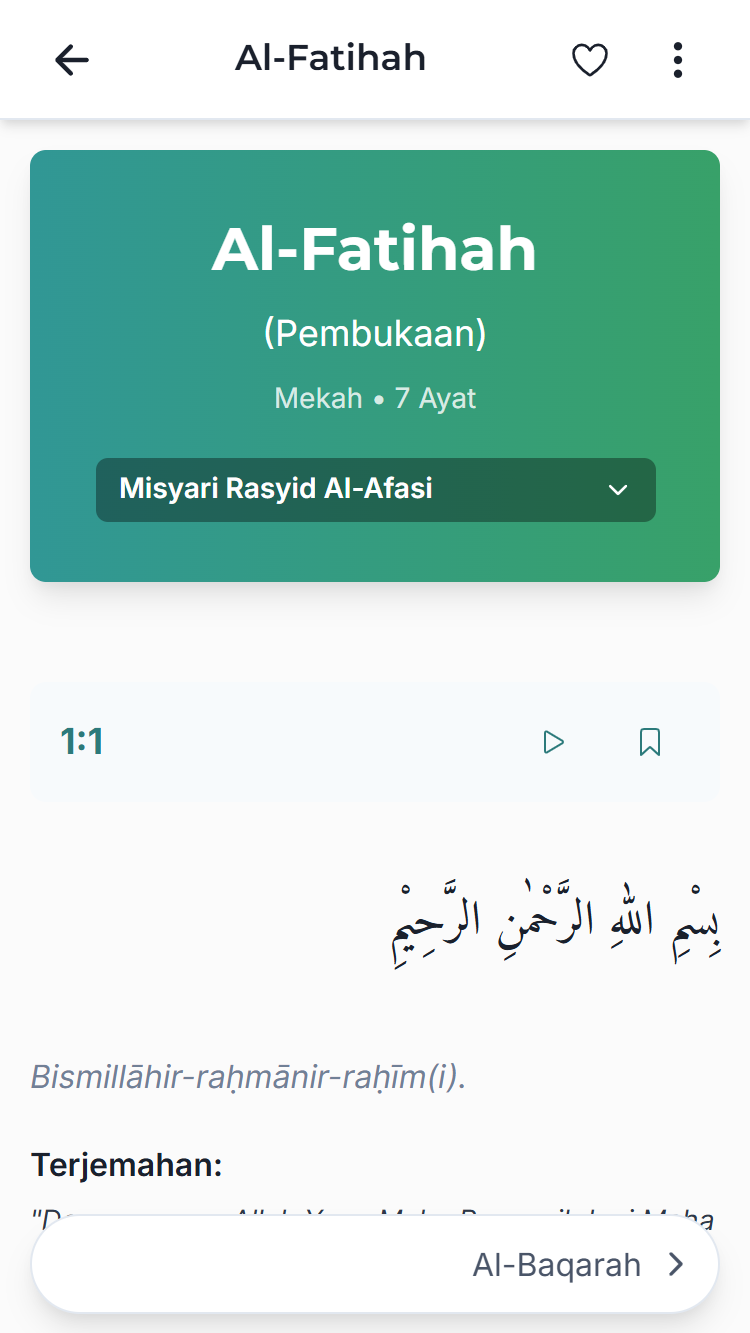 Al-Fatihah
Al-Fatihah
(Pembukaan)
Mekah • 7 Ayat
Misyari Rasyid Al-Afasi
1:1
بِسْمِ اللّٰهِ الرَّحْمٰنِ الرَّحِيْمِ
Bismillāhir-raḥmānir-raḥīm(i).
Terjemahan:
Al-Baqarah